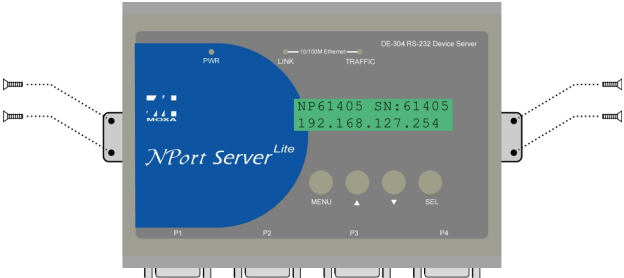 DE-304 RS-232 Device Server
10/100M Ethernet
PWR
LINK
TRAFFIC
MOXA
NP61405 SN:61405
192.168.127.254
NPort Server Lite
MENU
▲
▼
SEL
P1
P2
P3
P4